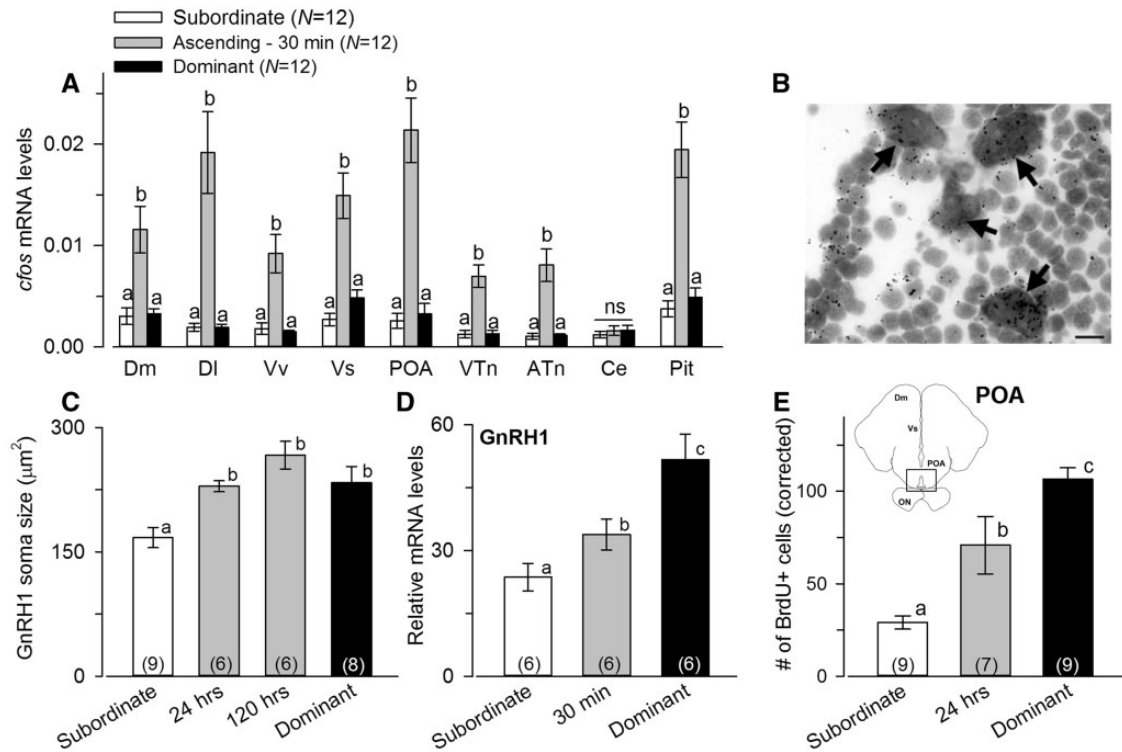 Subordinate (N=12)
Ascending - 30 min (N=12)
Dominant (N=12)
A
cfos mRNA levels
0.02
0.01
0.00
a b a
a b a
a b a
a b a
a b a
a b a
a b a
ns
a b a
Dm Dl Vv Vs POA VTn ATn Ce Pit
B
C
GnRH1 soma size (μm²)
300
150
0
a b b b
(9) (6) (6) (8)
Subordinate 24 hrs 120 hrs Dominant
D
GnRH1
Relative mRNA levels
60
30
0
a b c
(6) (6) (6)
Subordinate 30 min Dominant
E
POA
Dm
Vs
POA
ON
# of BrdU+ cells (corrected)
100
50
0
a b c
(9) (7) (9)
Subordinate 24 hrs Dominant